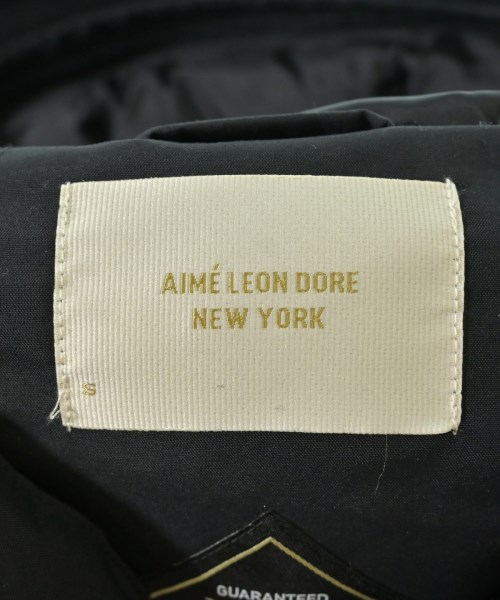 AIMÉ LEON DORE
NEW YORK
S
GUARANTEED